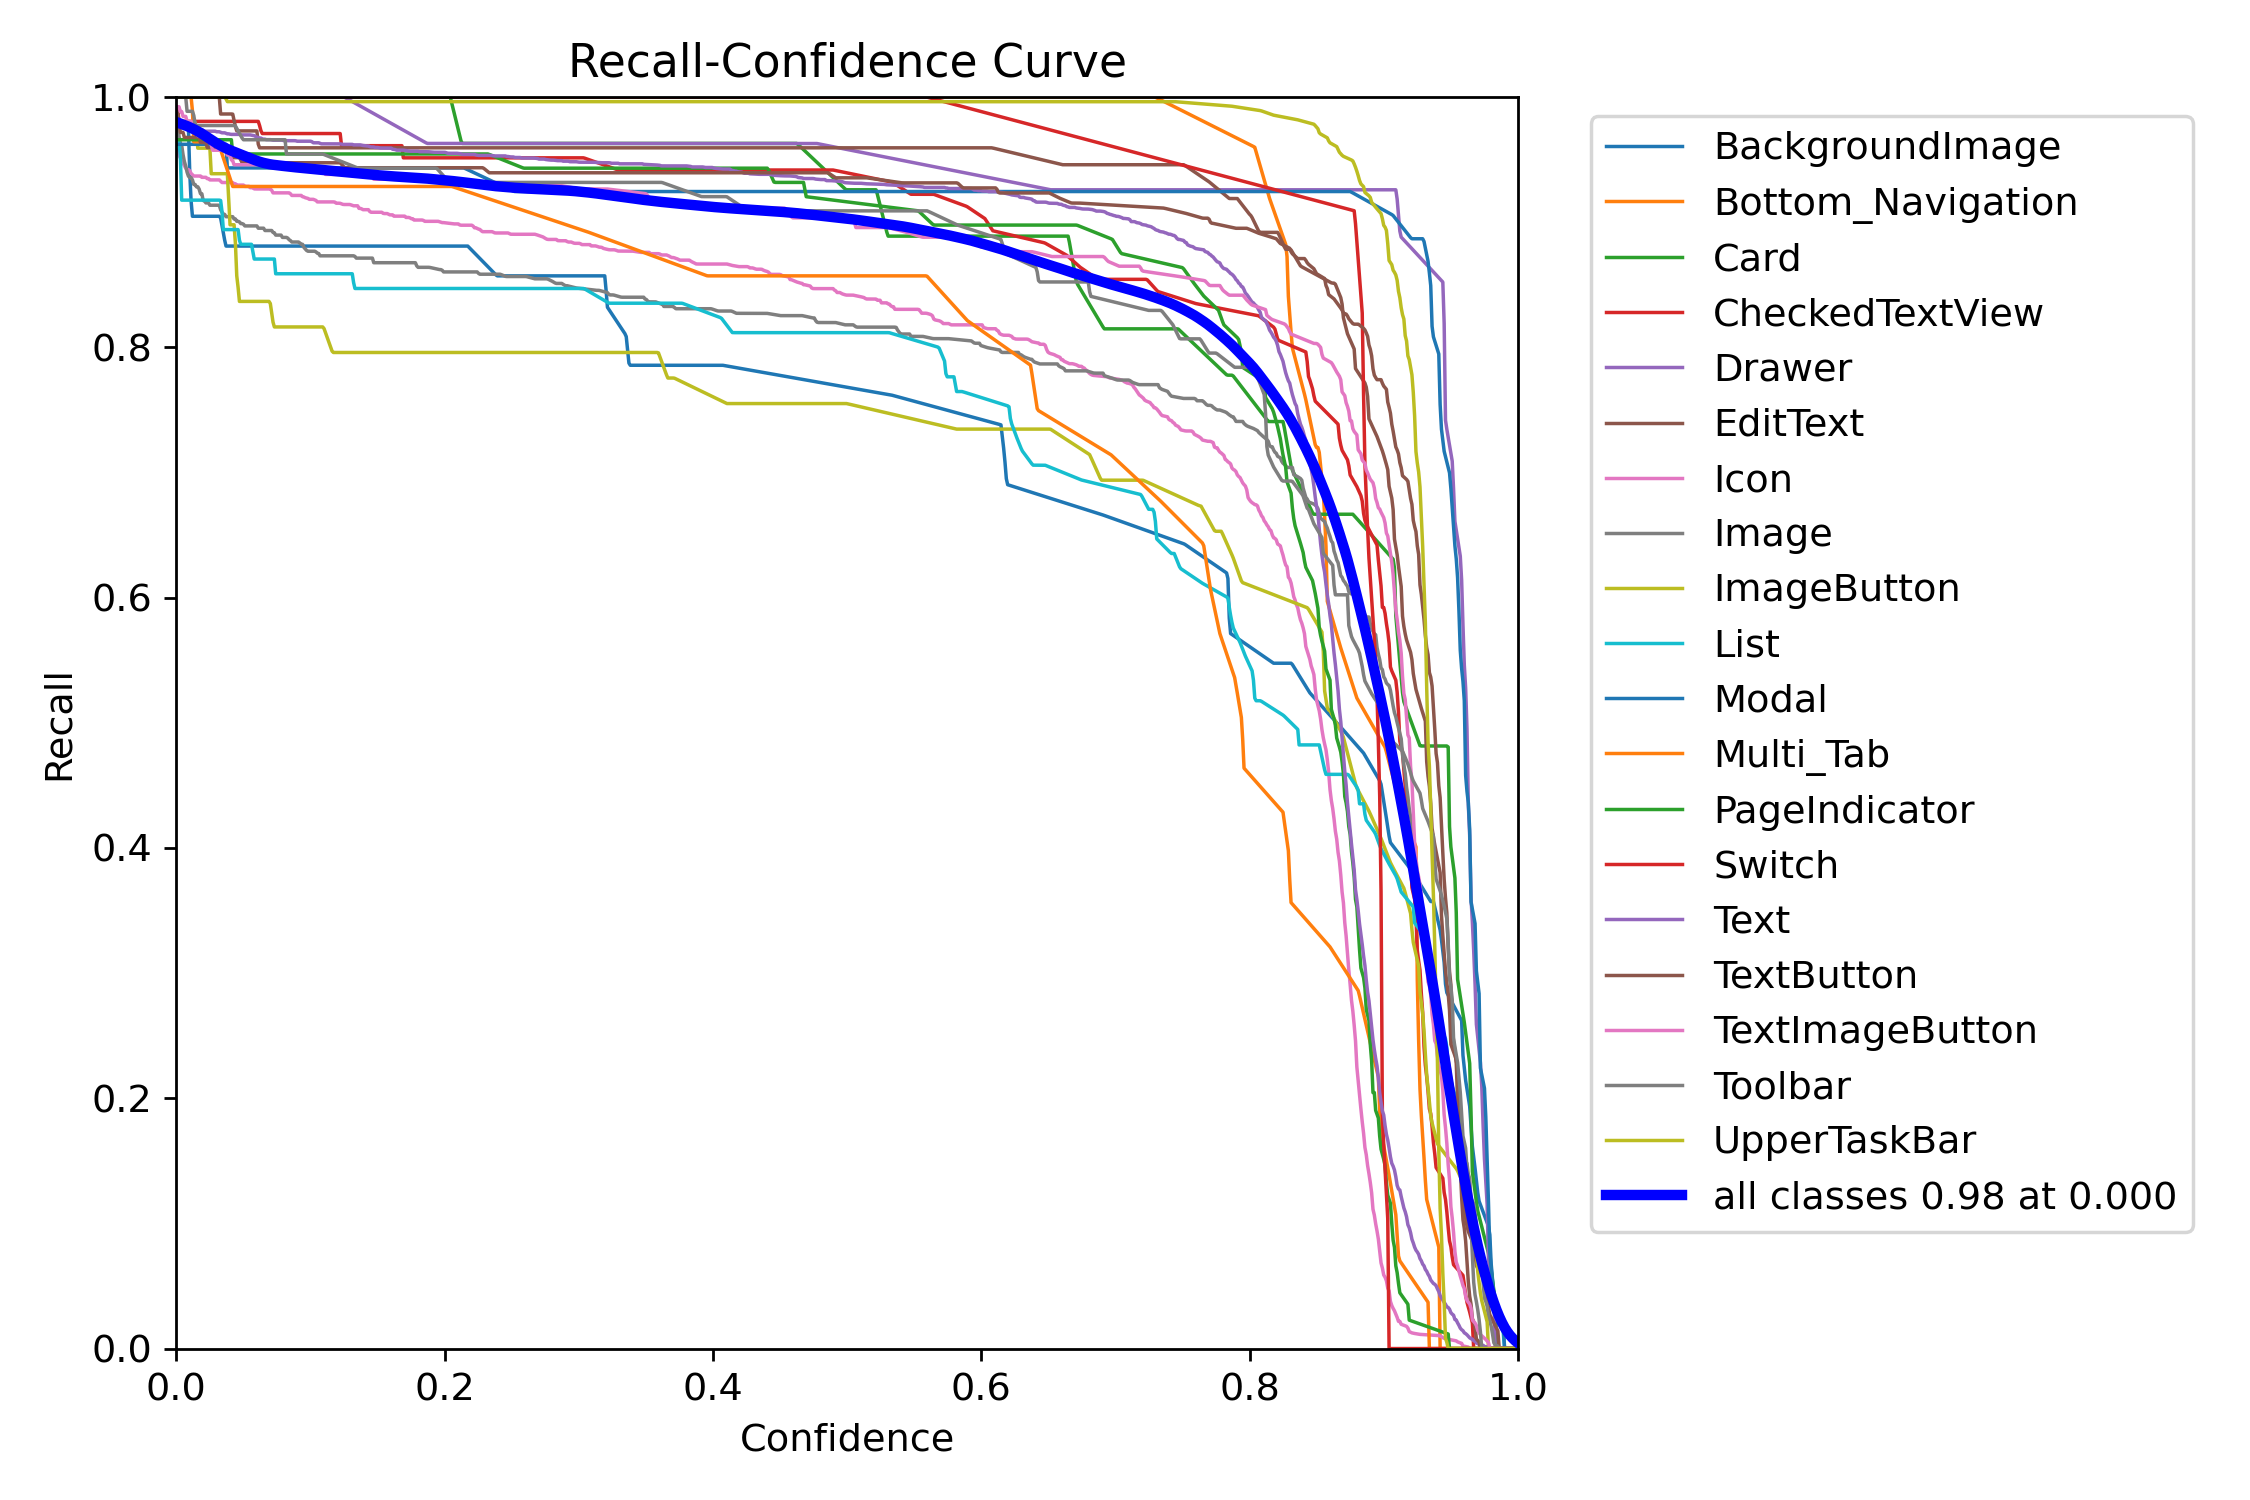 Recall-Confidence Curve
1.0
0.8
0.6
0.4
0.2
0.0
Recall
0.0 0.2 0.4 0.6 0.8 1.0
Confidence
BackgroundImage
Bottom_Navigation
Card
CheckedTextView
Drawer
EditText
Icon
Image
ImageButton
List
Modal
Multi_Tab
PageIndicator
Switch
Text
TextButton
TextImageButton
Toolbar
UpperTaskBar
all classes 0.98 at 0.000